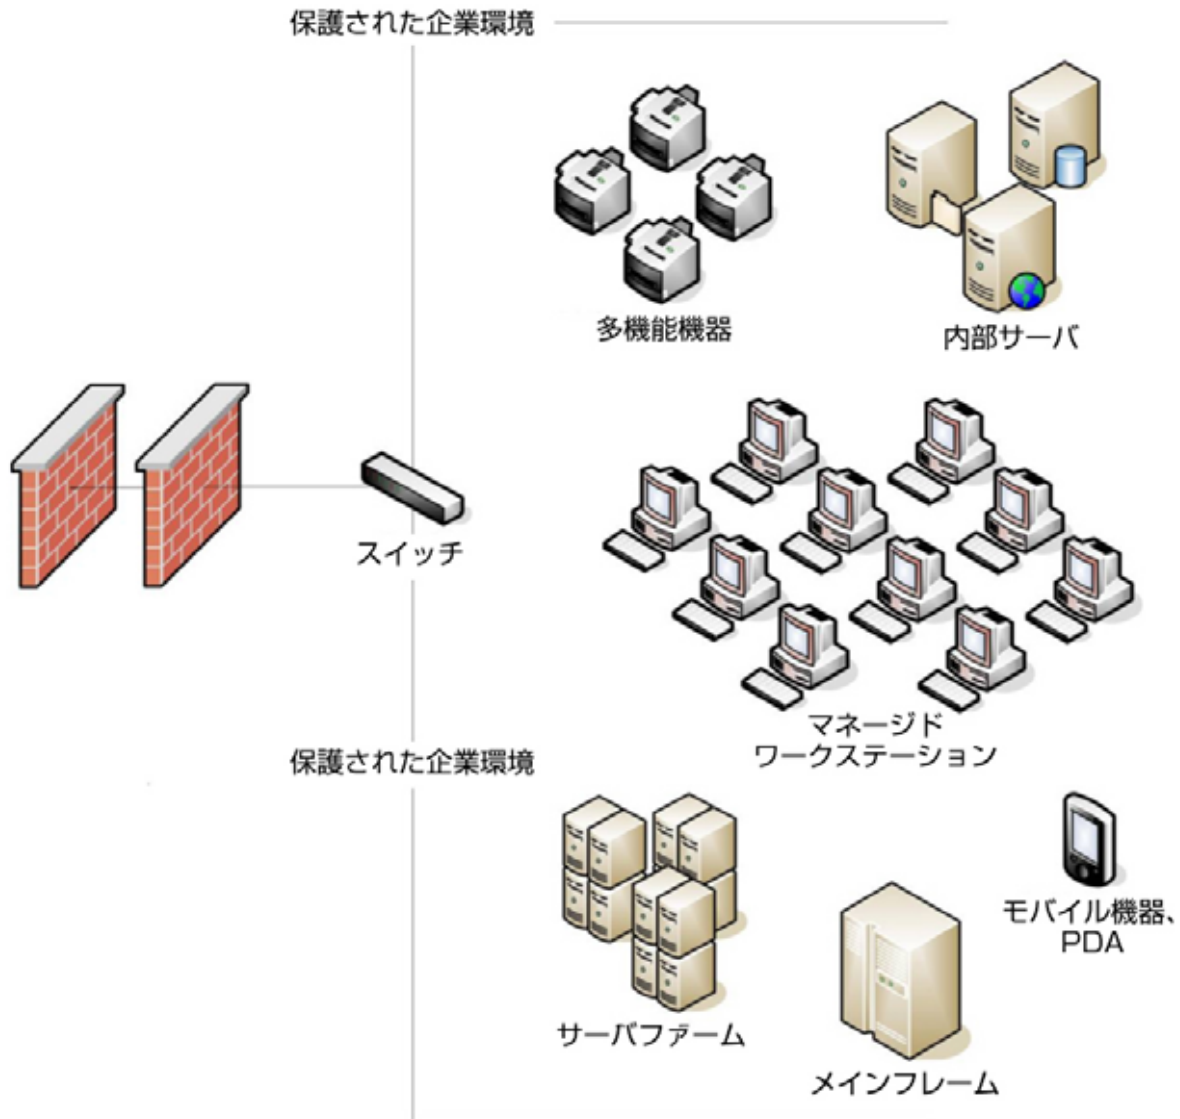 保護された企業環境
多機能機器
内部サーバ
スイッチ
マネージド
ワークステーション
保護された企業環境
モバイル機器、
PDA
サーバファーム
メインフレーム